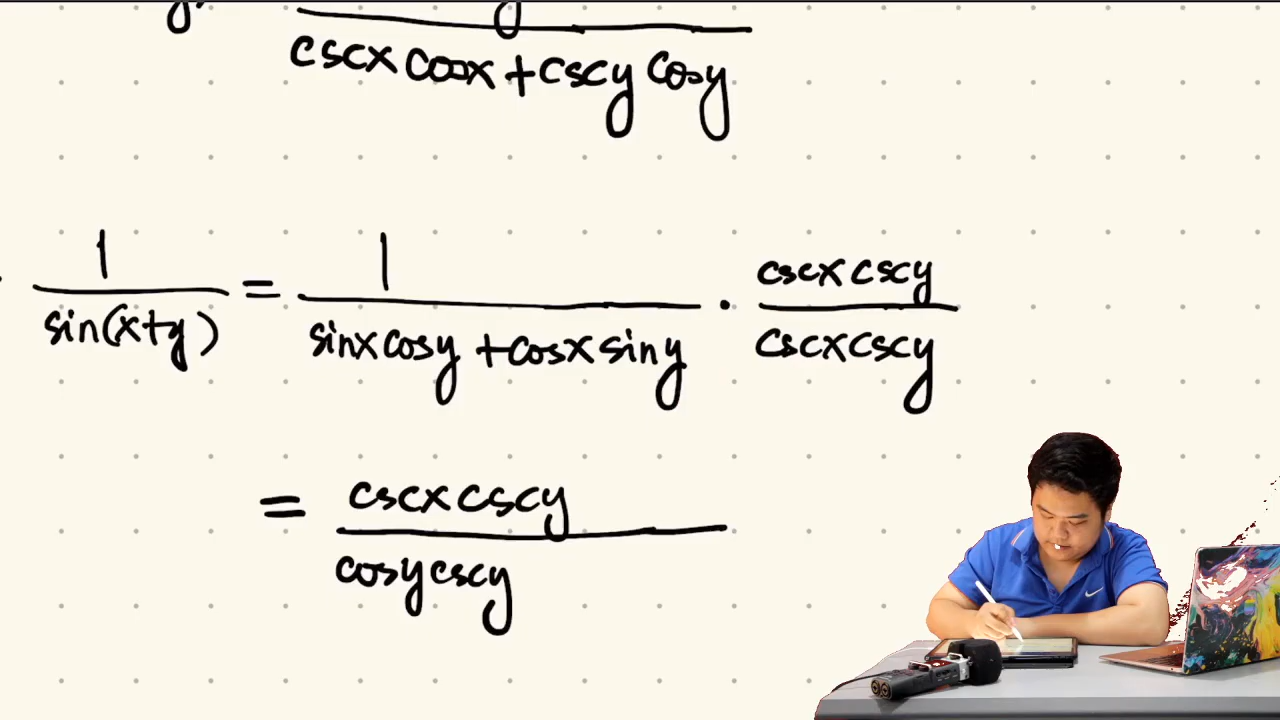 cscx cosx + cscy cosy
1/sin(x+y) = 1/(sinx cosy + cosx siny) · (cscx cscy)/(cscx cscy)
= (cscx cscy)/(cosy cscy